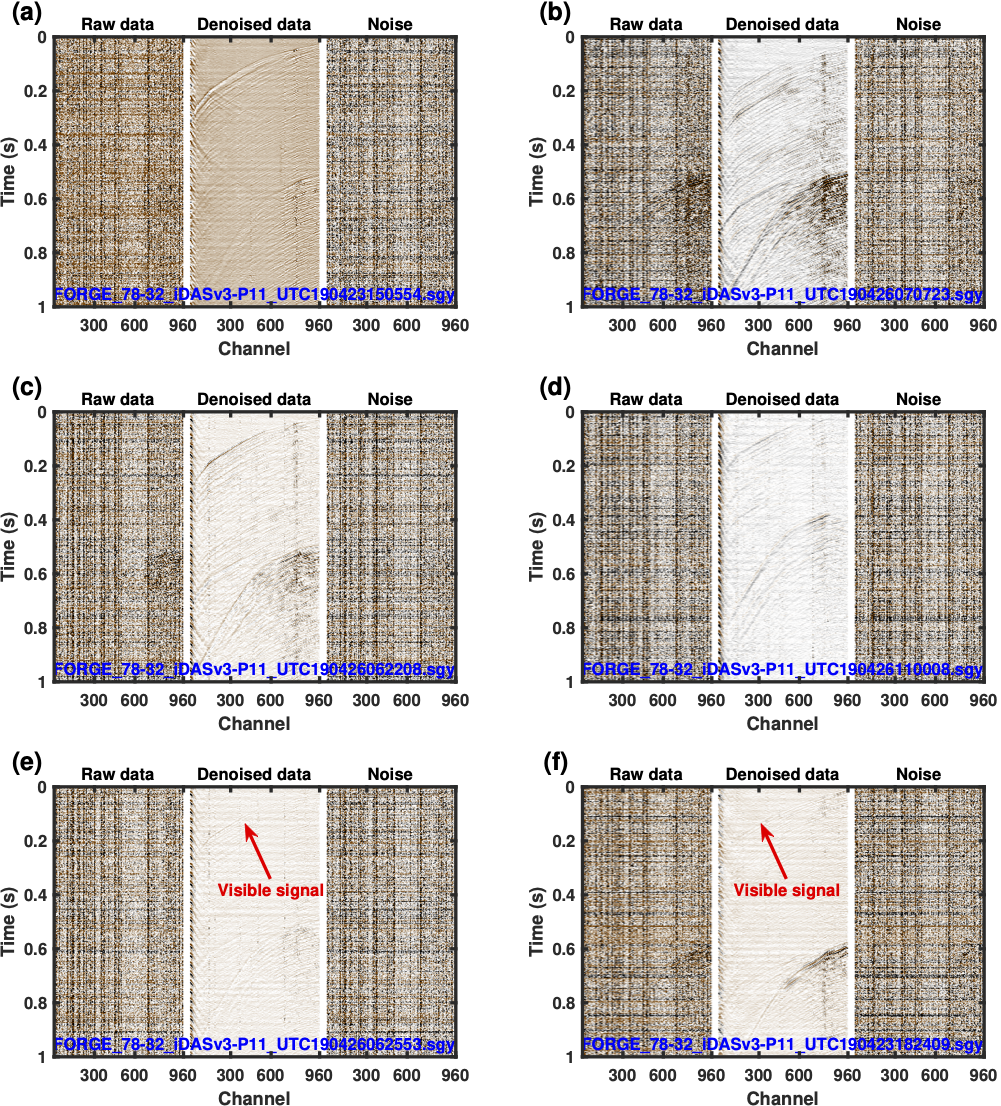 (a)
Raw data Denoised data Noise
0
0.2
0.4
0.6
0.8
1
Time (s)
FORGE_78-32_iDASv3-P11_UTC190423150554.sgy
300 600 960 300 600 960 300 600 960
Channel
(b)
Raw data Denoised data Noise
0
0.2
0.4
0.6
0.8
1
Time (s)
FORGE_78-32_iDASv3-P11_UTC190426070723.sgy
300 600 960 300 600 960 300 600 960
Channel
(c)
Raw data Denoised data Noise
0
0.2
0.4
0.6
0.8
1
Time (s)
FORGE_78-32_iDASv3-P11_UTC190426062208.sgy
300 600 960 300 600 960 300 600 960
Channel
(d)
Raw data Denoised data Noise
0
0.2
0.4
0.6
0.8
1
Time (s)
FORGE_78-32_iDASv3-P11_UTC190426110008.sgy
300 600 960 300 600 960 300 600 960
Channel
(e)
Raw data Denoised data Noise
0
0.2
0.4
0.6
0.8
1
Time (s)
Visible signal
FORGE_78-32_iDASv3-P11_UTC190426062553.sgy
300 600 960 300 600 960 300 600 960
Channel
(f)
Raw data Denoised data Noise
0
0.2
0.4
0.6
0.8
1
Time (s)
Visible signal
FORGE_78-32_iDASv3-P11_UTC190423182409.sgy
300 600 960 300 600 960 300 600 960
Channel